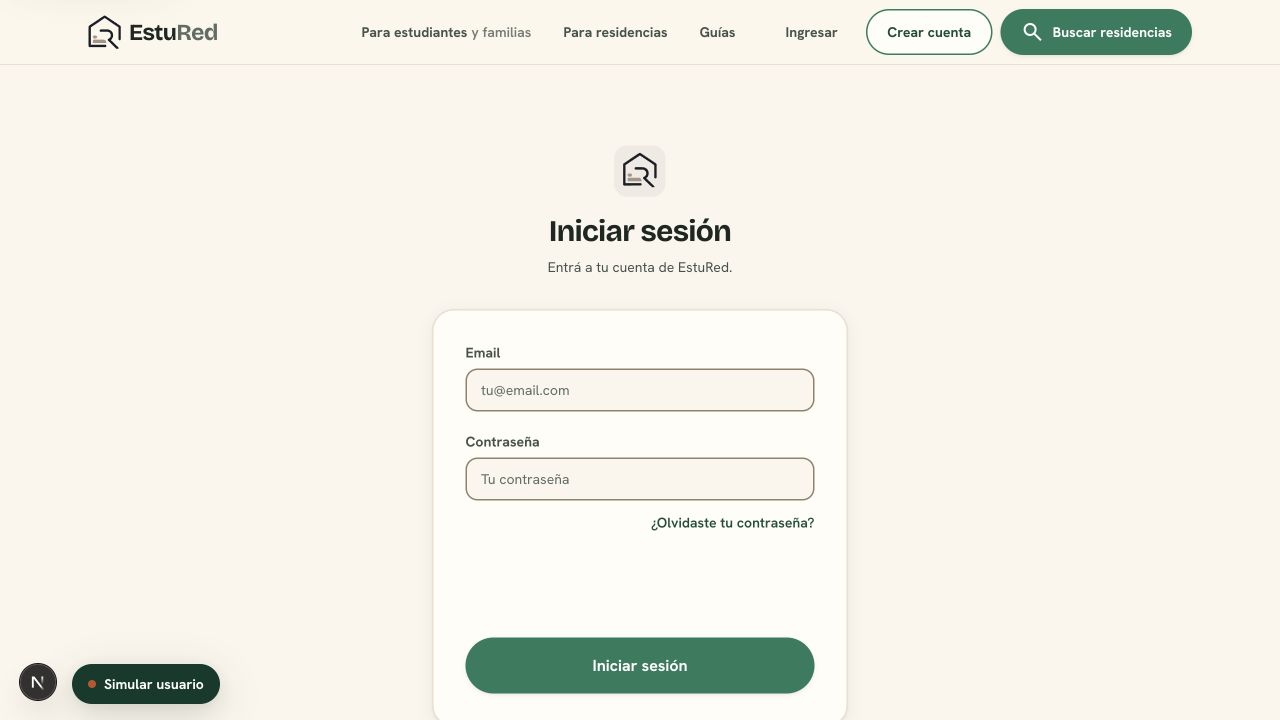 EstuRed
Para estudiantes y familias
Para residencias
Guías
Ingresar
Crear cuenta
Buscar residencias
Iniciar sesión
Entrá a tu cuenta de EstuRed.
Email
tu@email.com
Contraseña
Tu contraseña
¿Olvidaste tu contraseña?
Iniciar sesión
N
Simular usuario